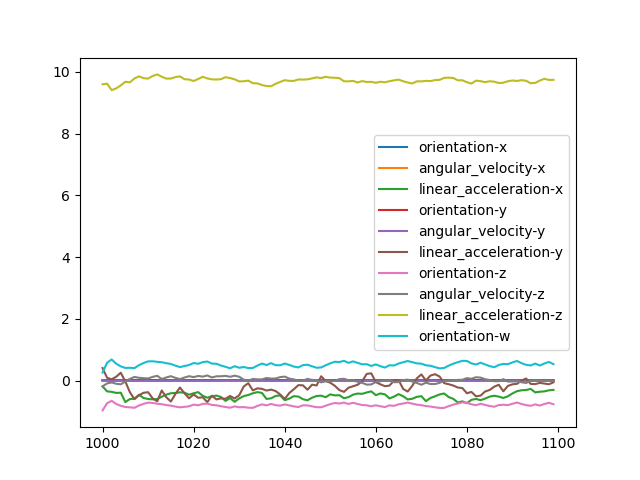 10
8
6
4
2
0
orientation-x
angular_velocity-x
linear_acceleration-x
orientation-y
angular_velocity-y
linear_acceleration-y
orientation-z
angular_velocity-z
linear_acceleration-z
orientation-w
1000 1020 1040 1060 1080 1100